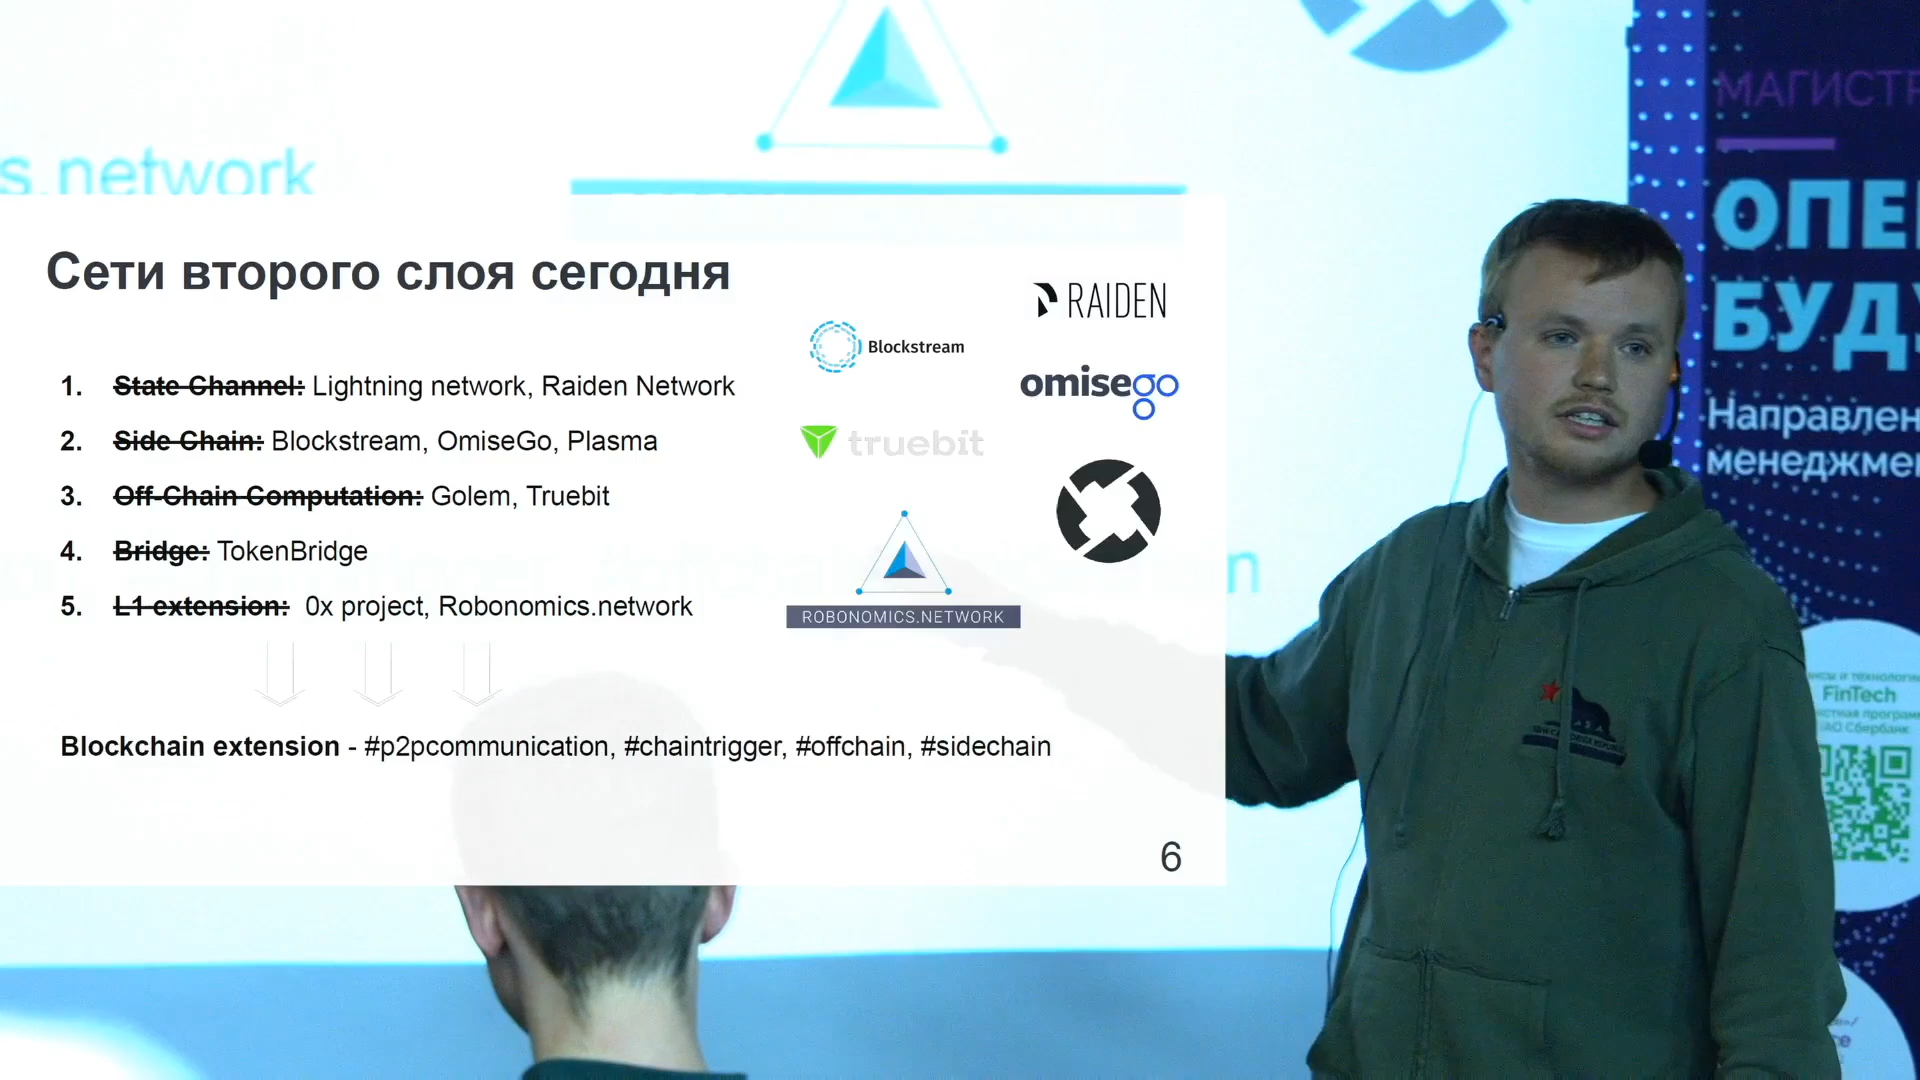 s.network
Сети второго слоя сегодня
1. State Channel: Lightning network, Raiden Network
2. Side Chain: Blockstream, OmiseGo, Plasma
3. Off-Chain Computation: Golem, Truebit
4. Bridge: TokenBridge
5. L1 extension: 0x project, Robonomics.network
Blockchain extension - #p2pcommunication, #chaintrigger, #offchain, #sidechain
6
RAIDEN
Blockstream
omisego
truebit
ROBONOMICS.NETWORK
n
МАГИСТР
ОПЕ
БУД
Направлен
менеджме
FinTech